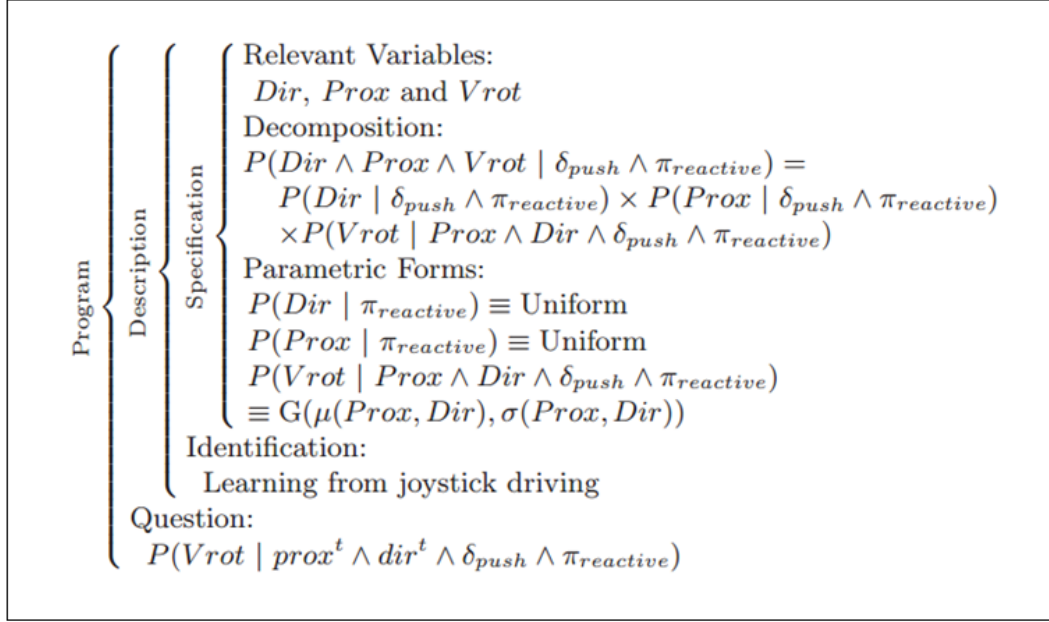 Program
Description
Specification
Relevant Variables:
Dir, Prox and Vrot
Decomposition:
P(Dir ∧ Prox ∧ Vrot | δ_push ∧ π_reactive) =
P(Dir | δ_push ∧ π_reactive) × P(Prox | δ_push ∧ π_reactive)
×P(Vrot | Prox ∧ Dir ∧ δ_push ∧ π_reactive)
Parametric Forms:
P(Dir | π_reactive) ≡ Uniform
P(Prox | π_reactive) ≡ Uniform
P(Vrot | Prox ∧ Dir ∧ δ_push ∧ π_reactive)
≡ G(μ(Prox, Dir), σ(Prox, Dir))
Identification:
Learning from joystick driving
Question:
P(Vrot | prox^t ∧ dir^t ∧ δ_push ∧ π_reactive)